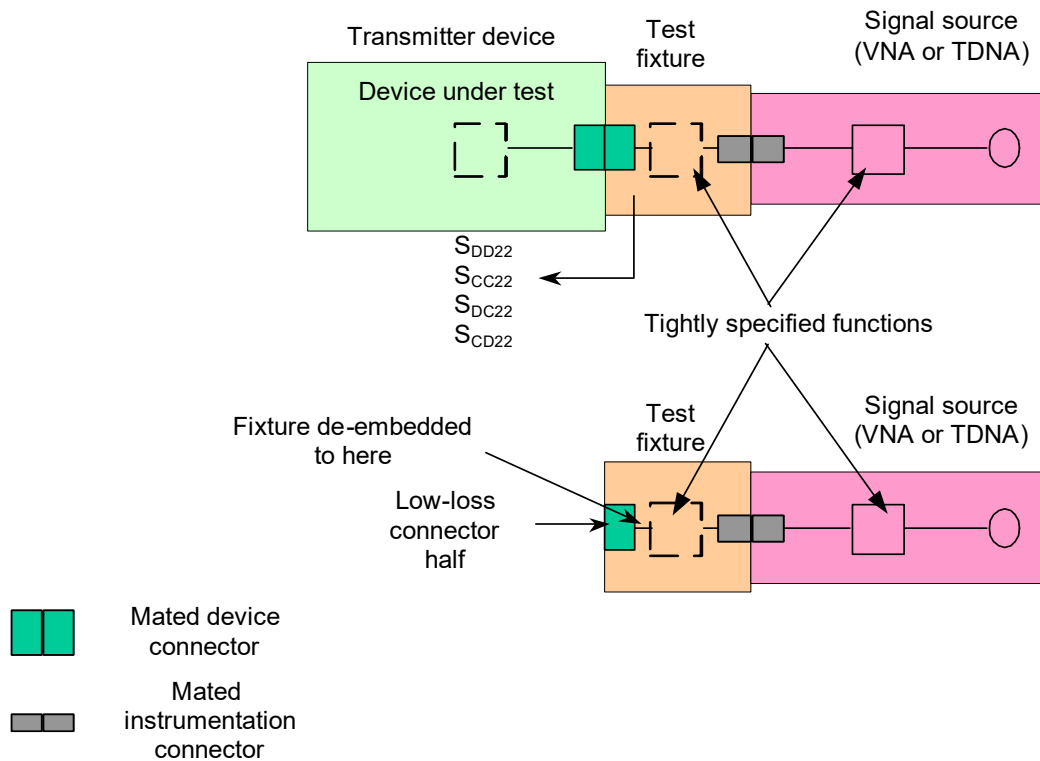 Transmitter device
Test
fixture
Signal source
(VNA or TDNA)
Device under test
SDD22
SCC22
SDC22
SCD22
Tightly specified functions
Fixture de-embedded
to here
Test
fixture
Signal source
(VNA or TDNA)
Low-loss
connector
half
Mated device
connector
Mated
instrumentation
connector